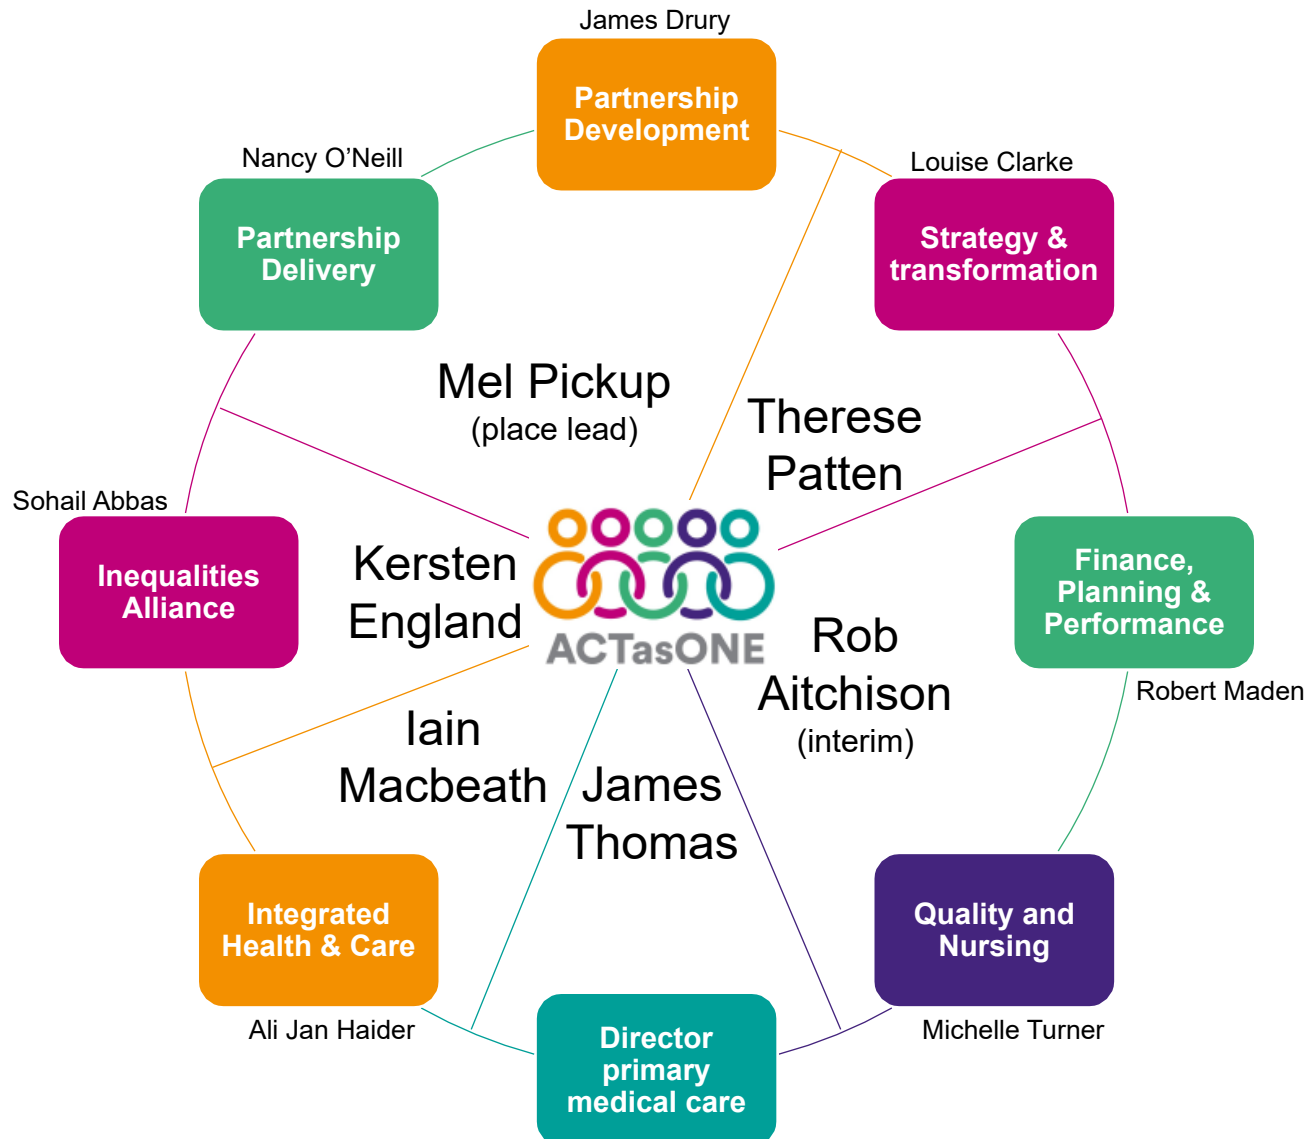 James Drury
Partnership
Development
Nancy O'Neill
Partnership
Delivery
Louise Clarke
Strategy &
transformation
Mel Pickup
(place lead)
Therese
Patten
Sohail Abbas
Inequalities
Alliance
Kersten
England
ACTasONE
Finance,
Planning &
Performance
Robert Maden
Rob
Aitchison
(interim)
Iain
Macbeath
James
Thomas
Integrated
Health & Care
Ali Jan Haider
Quality and
Nursing
Michelle Turner
Director
primary
medical care